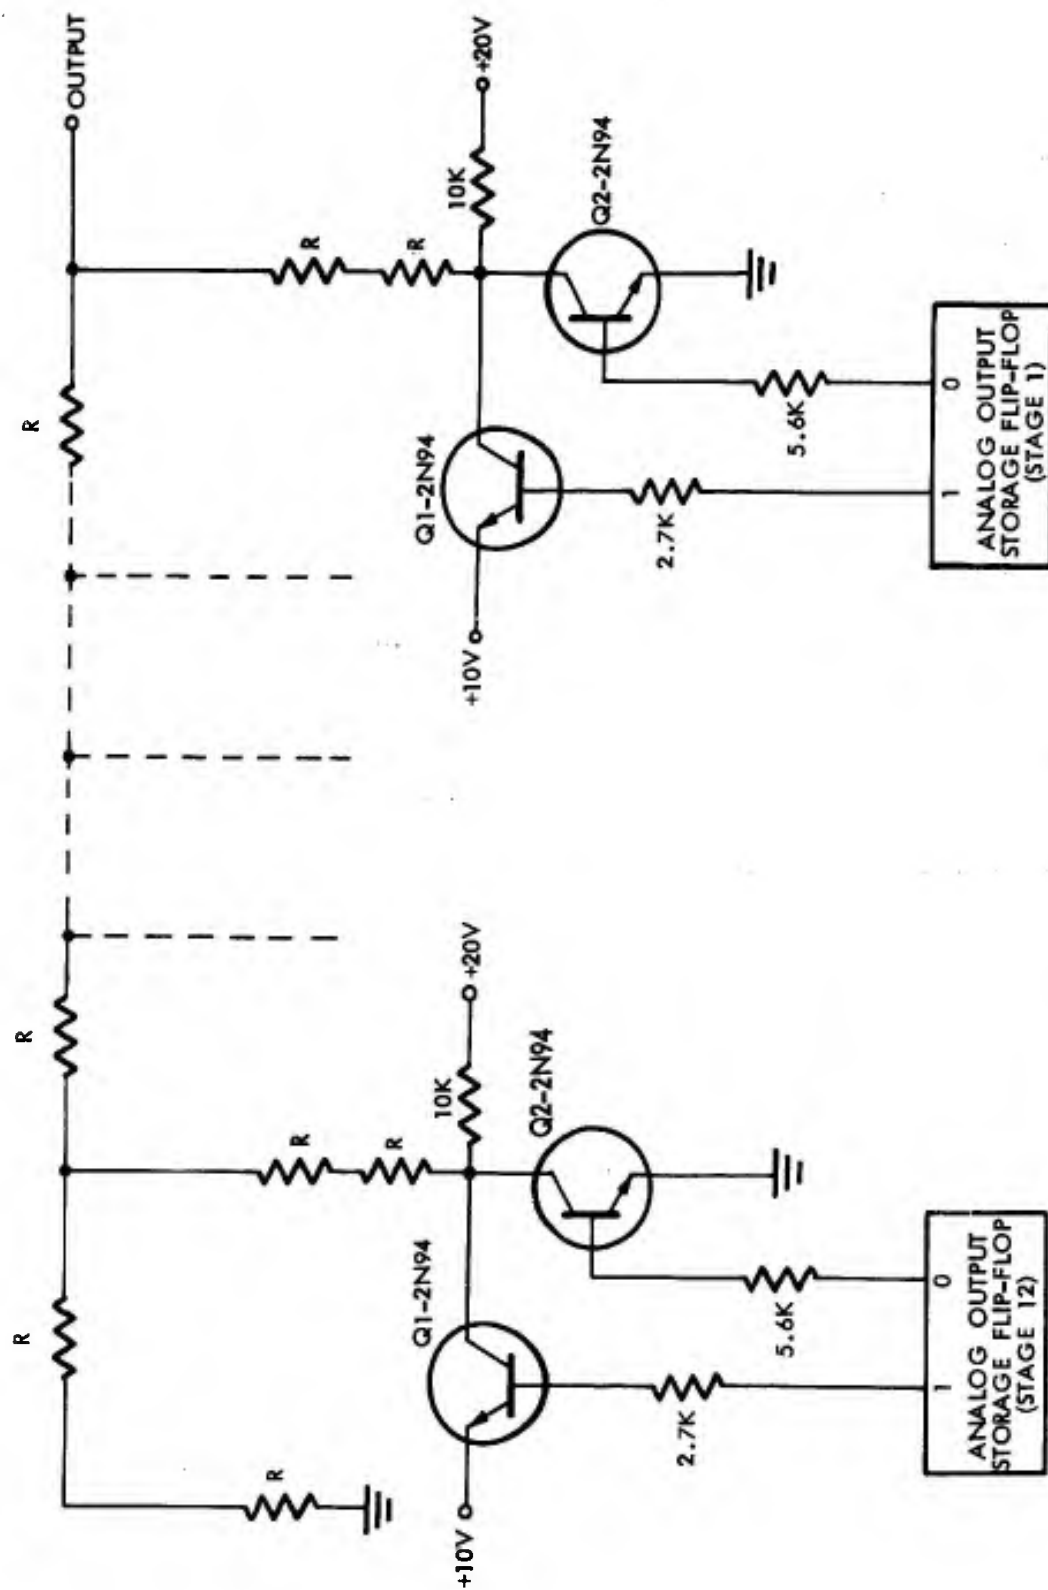 OUTPUT
R
R
R
R
R
+20V
10K
Q2-2N94
Q1-2N94
+10V
2.7K
5.6K
1
0
ANALOG OUTPUT
STORAGE FLIP-FLOP
(STAGE 1)
R
R
R
R
+20V
10K
Q2-2N94
Q1-2N94
+10V
2.7K
5.6K
1
0
ANALOG OUTPUT
STORAGE FLIP-FLOP
(STAGE 12)